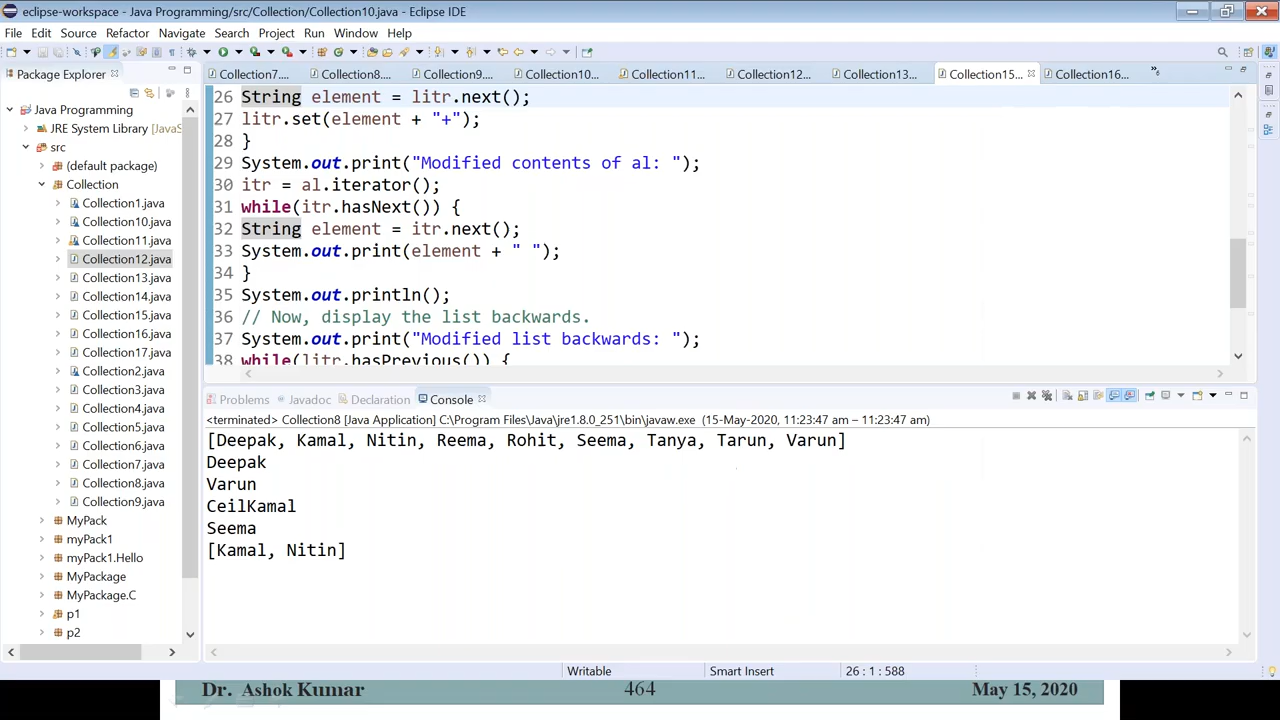 eclipse-workspace - Java Programming/src/Collection/Collection10.java - Eclipse IDE
File Edit Source Refactor Navigate Search Project Run Window Help
Package Explorer
Collection7....
Collection8....
Collection9....
Collection10...
Collection11...
Collection12...
Collection13...
Collection15...
Collection16...
Java Programming
JRE System Library [JavaS
src
(default package)
Collection
Collection1.java
Collection10.java
Collection11.java
Collection12.java
Collection13.java
Collection14.java
Collection15.java
Collection16.java
Collection17.java
Collection2.java
Collection3.java
Collection4.java
Collection5.java
Collection6.java
Collection7.java
Collection8.java
Collection9.java
MyPack
myPack1
myPack1.Hello
MyPackage
MyPackage.C
p1
p2
26 String element = litr.next();
27 litr.set(element + "+");
28 }
29 System.out.print("Modified contents of al: ");
30 itr = al.iterator();
31 while(itr.hasNext()) {
32 String element = itr.next();
33 System.out.print(element + " ");
34 }
35 System.out.println();
36 // Now, display the list backwards.
37 System.out.print("Modified list backwards: ");
38 while(litr.hasPrevious()) {
Problems Javadoc Declaration Console
<terminated> Collection8 [Java Application] C:\Program Files\Java\jre1.8.0_251\bin\javaw.exe (15-May-2020, 11:23:47 am – 11:23:47 am)
[Deepak, Kamal, Nitin, Reema, Rohit, Seema, Tanya, Tarun, Varun]
Deepak
Varun
CeilKamal
Seema
[Kamal, Nitin]
Writable Smart Insert 26 : 1 : 588
Dr. Ashok Kumar 464 May 15, 2020